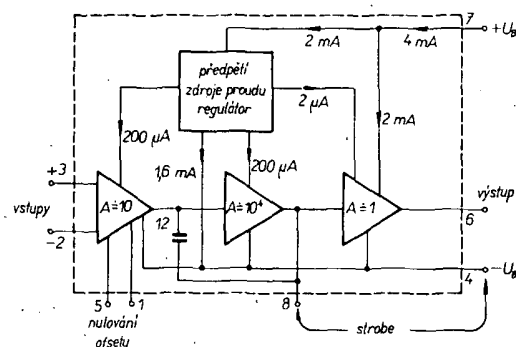 7
+U_B
2 mA
4 mA
předpětí
zdroje proudu
regulátor
2 μA
200 μA
1,6 mA
200 μA
2 mA
+3
A≐10
12
A≐10⁴
A≐1
výstup
6
vstupy
-2
4
-U_B
5
1
8
nulování
ofsetu
strobe